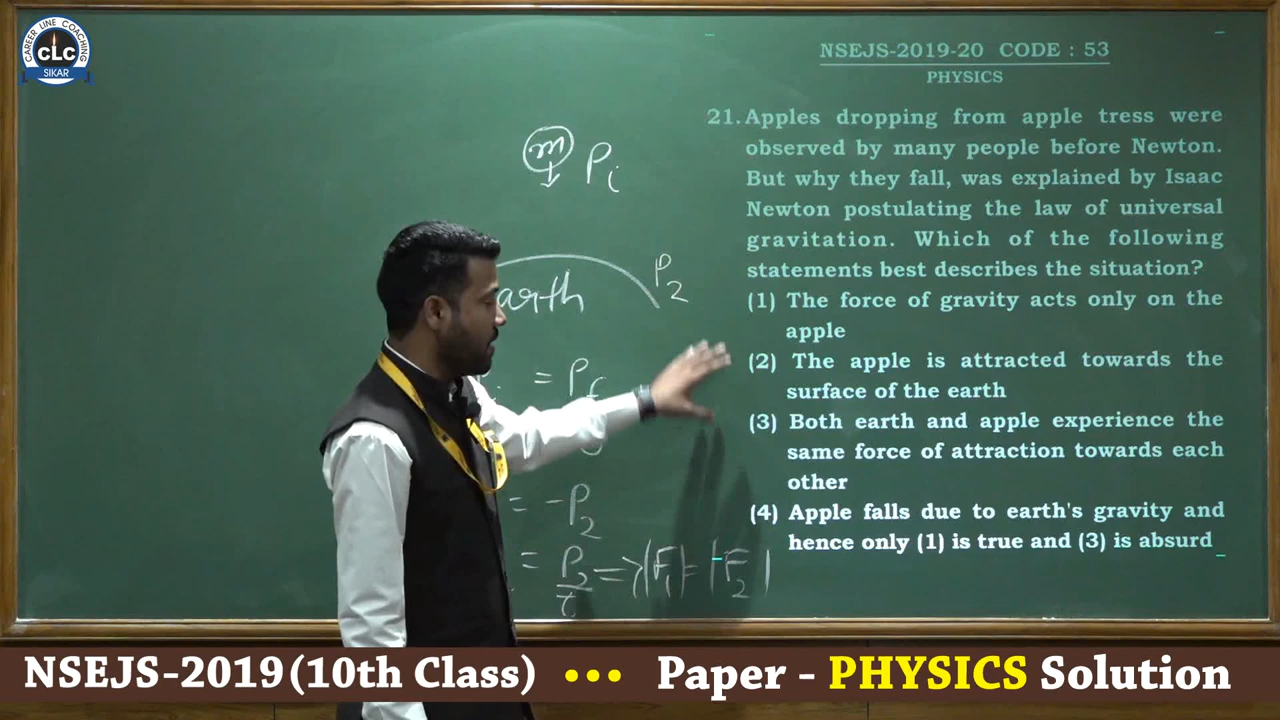 CAREER LINE COACHING
CLC
SIKAR
NSEJS-2019-20 CODE : 53
PHYSICS
21. Apples dropping from apple tress were
observed by many people before Newton.
But why they fall, was explained by Isaac
Newton postulating the law of universal
gravitation. Which of the following
statements best describes the situation?
(1) The force of gravity acts only on the
apple
(2) The apple is attracted towards the
surface of the earth
(3) Both earth and apple experience the
same force of attraction towards each
other
(4) Apple falls due to earth's gravity and
hence only (1) is true and (3) is absurd
m Pi
arth P2
= Pf
= -P2
= P2/t => |F1| = |F2|
NSEJS-2019(10th Class) ••• Paper - PHYSICS Solution